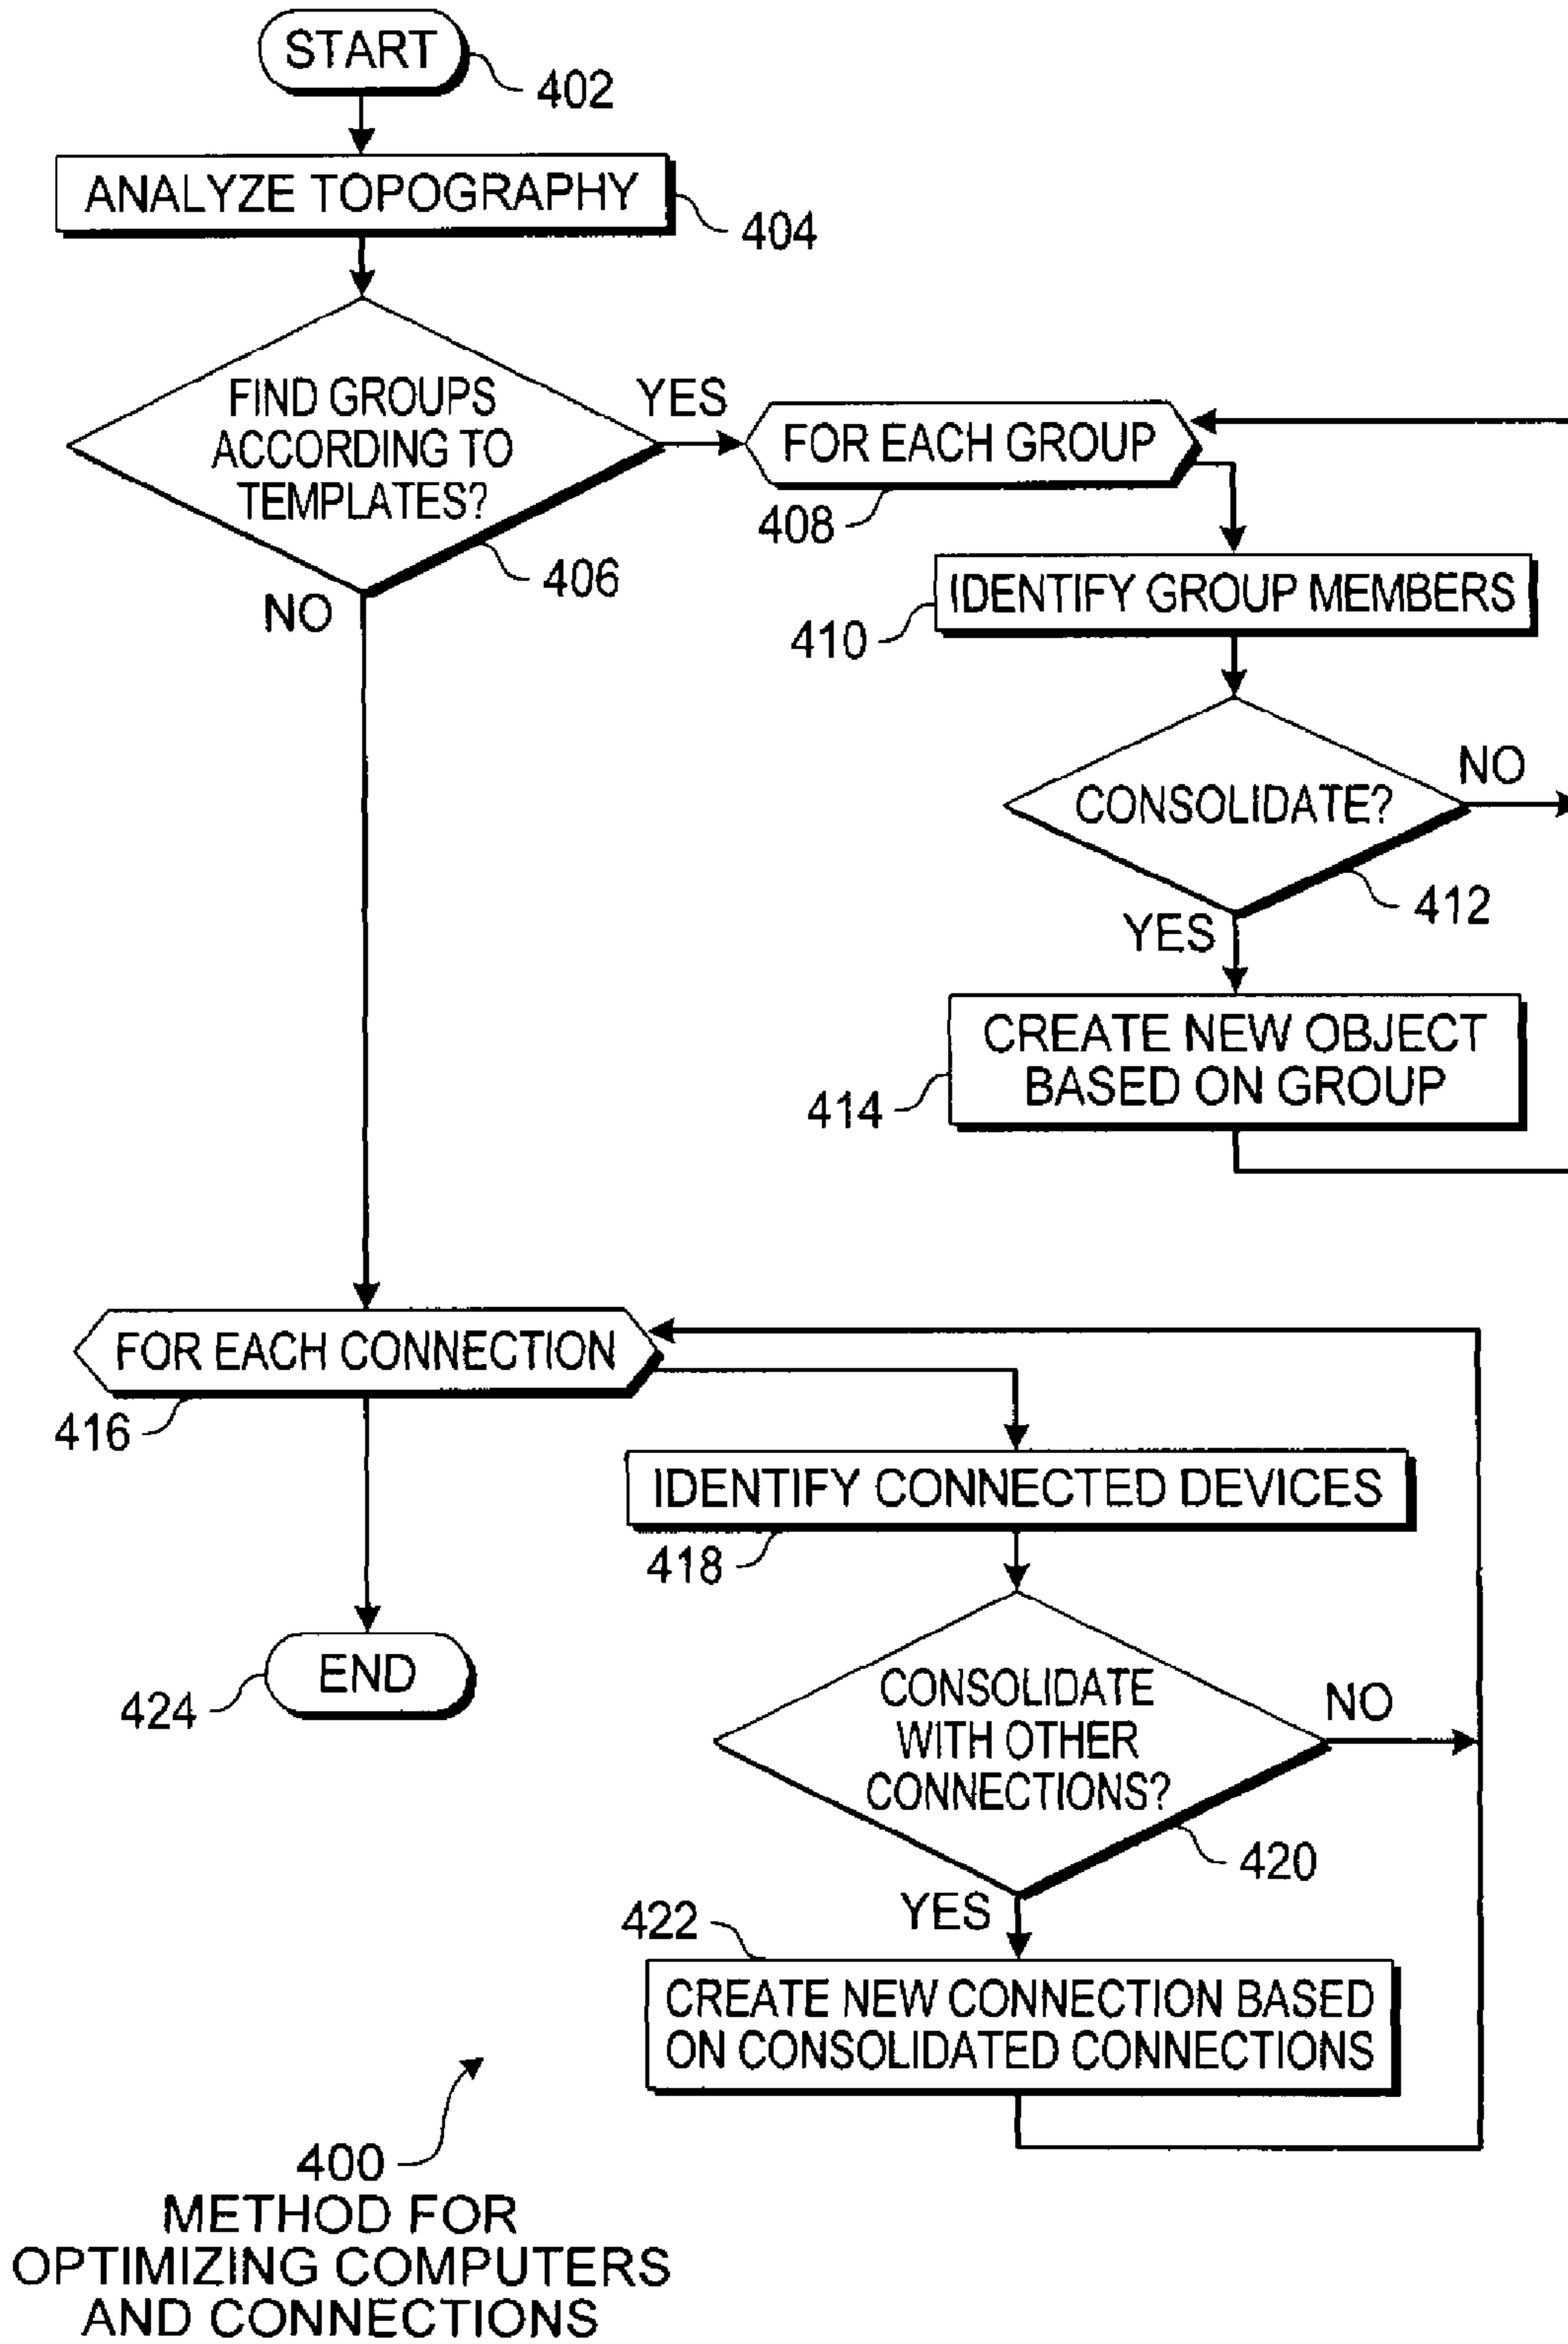 START
402
ANALYZE TOPOGRAPHY
404
FIND GROUPS
ACCORDING TO
TEMPLATES?
YES
NO
406
FOR EACH GROUP
408
IDENTIFY GROUP MEMBERS
410
CONSOLIDATE?
NO
412
YES
CREATE NEW OBJECT
BASED ON GROUP
414
FOR EACH CONNECTION
416
IDENTIFY CONNECTED DEVICES
418
END
424
CONSOLIDATE
WITH OTHER
CONNECTIONS?
NO
420
YES
422
CREATE NEW CONNECTION BASED
ON CONSOLIDATED CONNECTIONS
400
METHOD FOR
OPTIMIZING COMPUTERS
AND CONNECTIONS